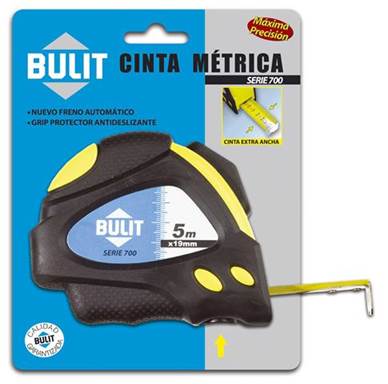 BULIT CINTA MÉTRICA
SERIE 700
Máxima
Precisión
• NUEVO FRENO AUTOMÁTICO
• GRIP PROTECTOR ANTIDESLIZANTE
CINTA EXTRA ANCHA
BULIT
SERIE 700
5m
x19mm
CALIDAD
BULIT
GARANTIZADA